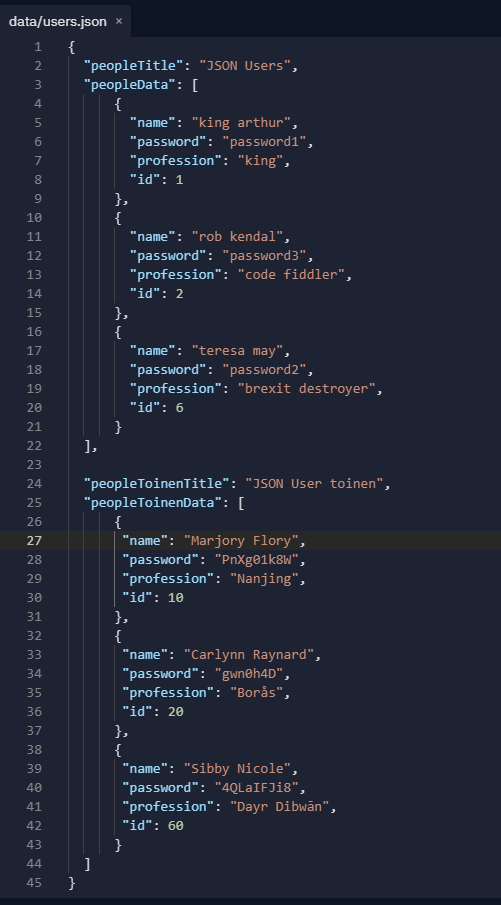 data/users.json ×
1 {
2 "peopleTitle": "JSON Users",
3 "peopleData": [
4 {
5 "name": "king arthur",
6 "password": "password1",
7 "profession": "king",
8 "id": 1
9 },
10 {
11 "name": "rob kendal",
12 "password": "password3",
13 "profession": "code fiddler",
14 "id": 2
15 },
16 {
17 "name": "teresa may",
18 "password": "password2",
19 "profession": "brexit destroyer",
20 "id": 6
21 }
22 ],
23
24 "peopleToinenTitle": "JSON User toinen",
25 "peopleToinenData": [
26 {
27 "name": "Marjory Flory",
28 "password": "PnXg01k8W",
29 "profession": "Nanjing",
30 "id": 10
31 },
32 {
33 "name": "Carlynn Raynard",
34 "password": "gwn0h4D",
35 "profession": "Borås",
36 "id": 20
37 },
38 {
39 "name": "Sibby Nicole",
40 "password": "4QLaIFJi8",
41 "profession": "Dayr Dibwān",
42 "id": 60
43 }
44 ]
45 }